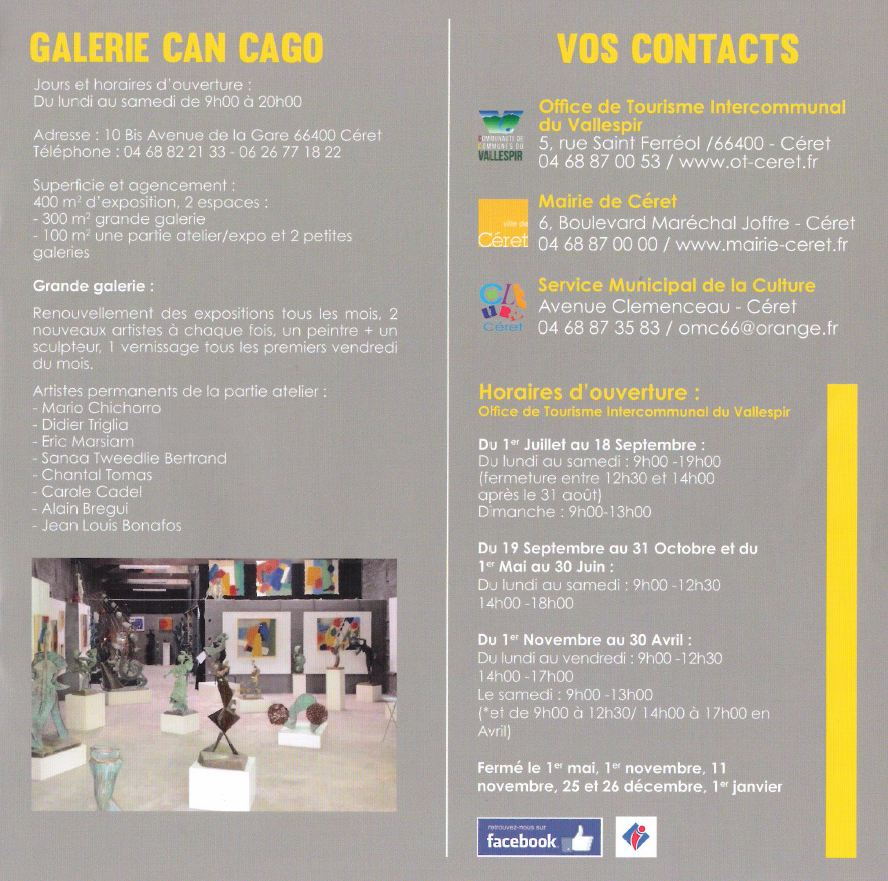 GALERIE CAN CAGO
Jours et horaires d'ouverture :
Du lundi au samedi de 9h00 à 20h00
Adresse : 10 Bis Avenue de la Gare 66400 Céret
Téléphone : 04 68 82 21 33 - 06 26 77 18 22
Superficie et agencement :
400 m² d'exposition, 2 espaces :
- 300 m² grande galerie
- 100 m² une partie atelier/expo et 2 petites
galeries
Grande galerie :
Renouvellement des expositions tous les mois, 2
nouveaux artistes à chaque fois, un peintre + un
sculpteur, 1 vernissage tous les premiers vendredi
du mois.
Artistes permanents de la partie atelier :
- Mario Chichorro
- Didier Triglia
- Eric Marsiam
- Sanca Tweedlie Bertrand
- Chantal Tomas
- Carole Cadel
- Alain Bregui
- Jean Louis Bonafos
VOS CONTACTS
COMMUNAUTÉ DE
COMMUNES DU
VALLESPIR
Office de Tourisme Intercommunal
du Vallespir
5, rue Saint Ferréol /66400 - Céret
04 68 87 00 53 / www.ot-ceret.fr
ville de
Céret
Mairie de Céret
6, Boulevard Maréchal Joffre - Céret
04 68 87 00 00 / www.mairie-ceret.fr
Céret
Service Municipal de la Culture
Avenue Clemenceau - Céret
04 68 87 35 83 / omc66@orange.fr
Horaires d'ouverture :
Office de Tourisme Intercommunal du Vallespir
Du 1er Juillet au 18 Septembre :
Du lundi au samedi : 9h00 -19h00
(fermeture entre 12h30 et 14h00
après le 31 août)
Dimanche : 9h00-13h00
Du 19 Septembre au 31 Octobre et du
1er Mai au 30 Juin :
Du lundi au samedi : 9h00 -12h30
14h00 -18h00
Du 1er Novembre au 30 Avril :
Du lundi au vendredi : 9h00 -12h30
14h00 -17h00
Le samedi : 9h00 -13h00
(*et de 9h00 à 12h30/ 14h00 à 17h00 en
Avril)
Fermé le 1er mai, 1er novembre, 11
novembre, 25 et 26 décembre, 1er janvier
retrouvez-nous sur
facebook